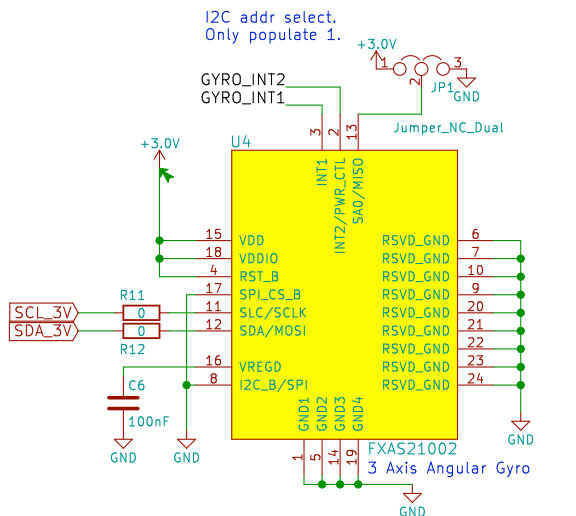 I2C addr select.
Only populate 1.
+3.0V
1
3
2
JP1
GND
Jumper_NC_Dual
GYRO_INT2
GYRO_INT1
3
2
13
U4
+3.0V
INT1
INT2/PWR_CTL
SA0/MISO
15 VDD
18 VDDIO
4 RST_B
17 SPI_CS_B
11 SLC/SCLK
12 SDA/MOSI
16 VREGD
8 I2C_B/SPI
RSVD_GND 6
RSVD_GND 7
RSVD_GND 10
RSVD_GND 9
RSVD_GND 20
RSVD_GND 21
RSVD_GND 22
RSVD_GND 23
RSVD_GND 24
SCL_3V
SDA_3V
R11
0
0
R12
C6
100nF
GND
GND
GND1
GND2
GND3
GND4
1
5
14
19
FXAS21002
3 Axis Angular Gyro
GND
GND